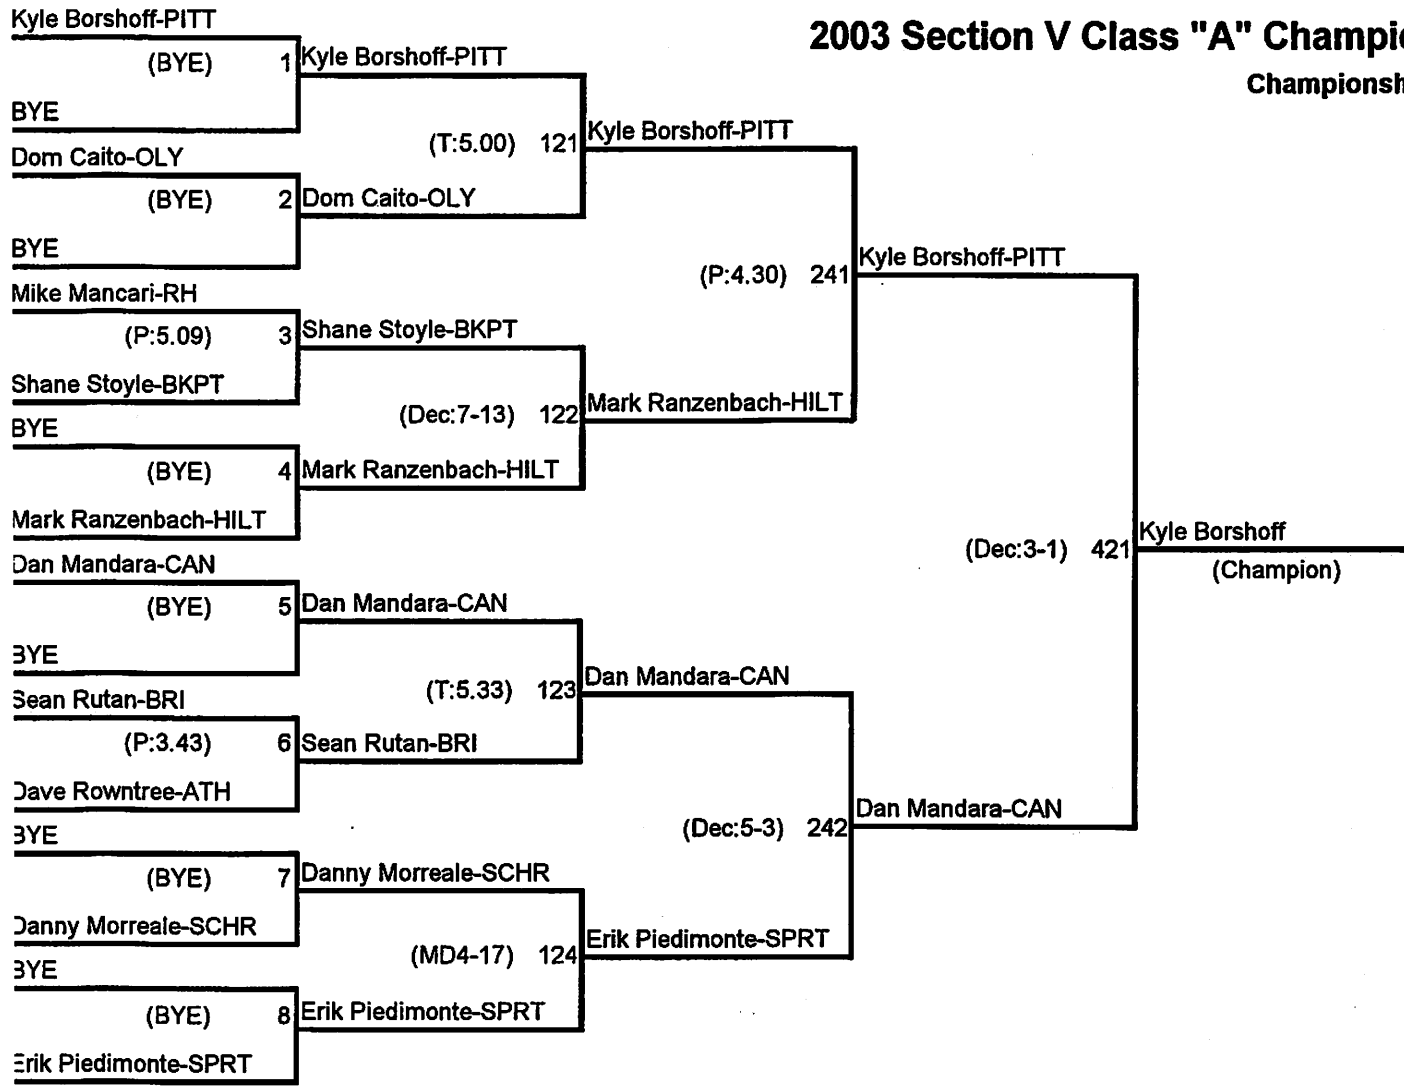 2003 Section V Class "A" Champi
Championsh
Kyle Borshoff-PITT
(BYE) 1
BYE
Kyle Borshoff-PITT
Dom Caito-OLY
(BYE) 2
BYE
Dom Caito-OLY
(T:5.00) 121
Kyle Borshoff-PITT
Mike Mancari-RH
(P:5.09) 3
Shane Stoyle-BKPT
Shane Stoyle-BKPT
BYE
(BYE) 4
Mark Ranzenbach-HILT
Mark Ranzenbach-HILT
(Dec:7-13) 122
Mark Ranzenbach-HILT
(P:4.30) 241
Kyle Borshoff-PITT
Dan Mandara-CAN
(BYE) 5
BYE
Dan Mandara-CAN
Sean Rutan-BRI
(P:3.43) 6
Dave Rowntree-ATH
Sean Rutan-BRI
(T:5.33) 123
Dan Mandara-CAN
BYE
(BYE) 7
Danny Morreale-SCHR
Danny Morreale-SCHR
BYE
(BYE) 8
Erik Piedimonte-SPRT
Erik Piedimonte-SPRT
(MD4-17) 124
Erik Piedimonte-SPRT
(Dec:5-3) 242
Dan Mandara-CAN
(Dec:3-1) 421
Kyle Borshoff
(Champion)